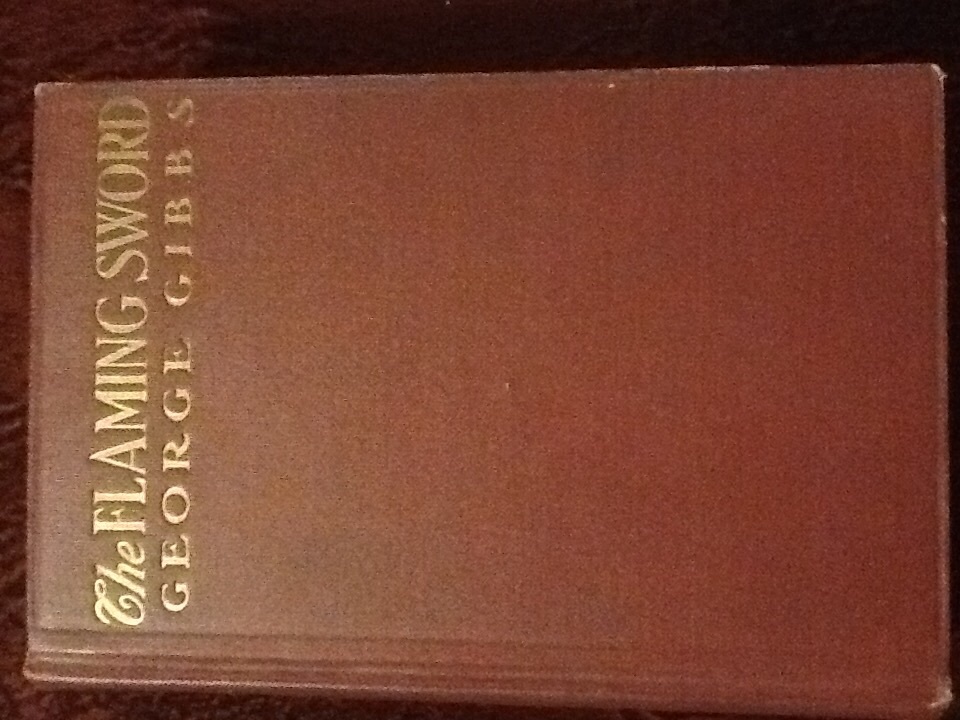 The FLAMING SWORD
GEORGE GIBBS